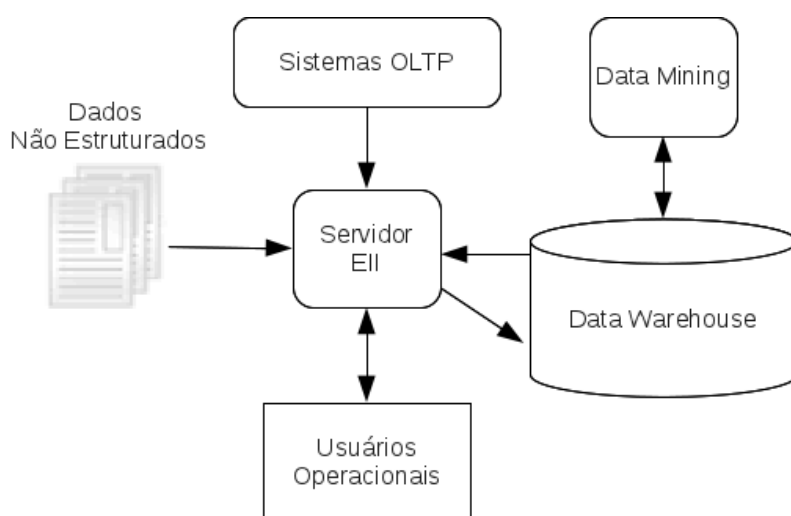 Sistemas OLTP
Data Mining
Dados
Não Estruturados
Servidor
EII
Data Warehouse
Usuários
Operacionais